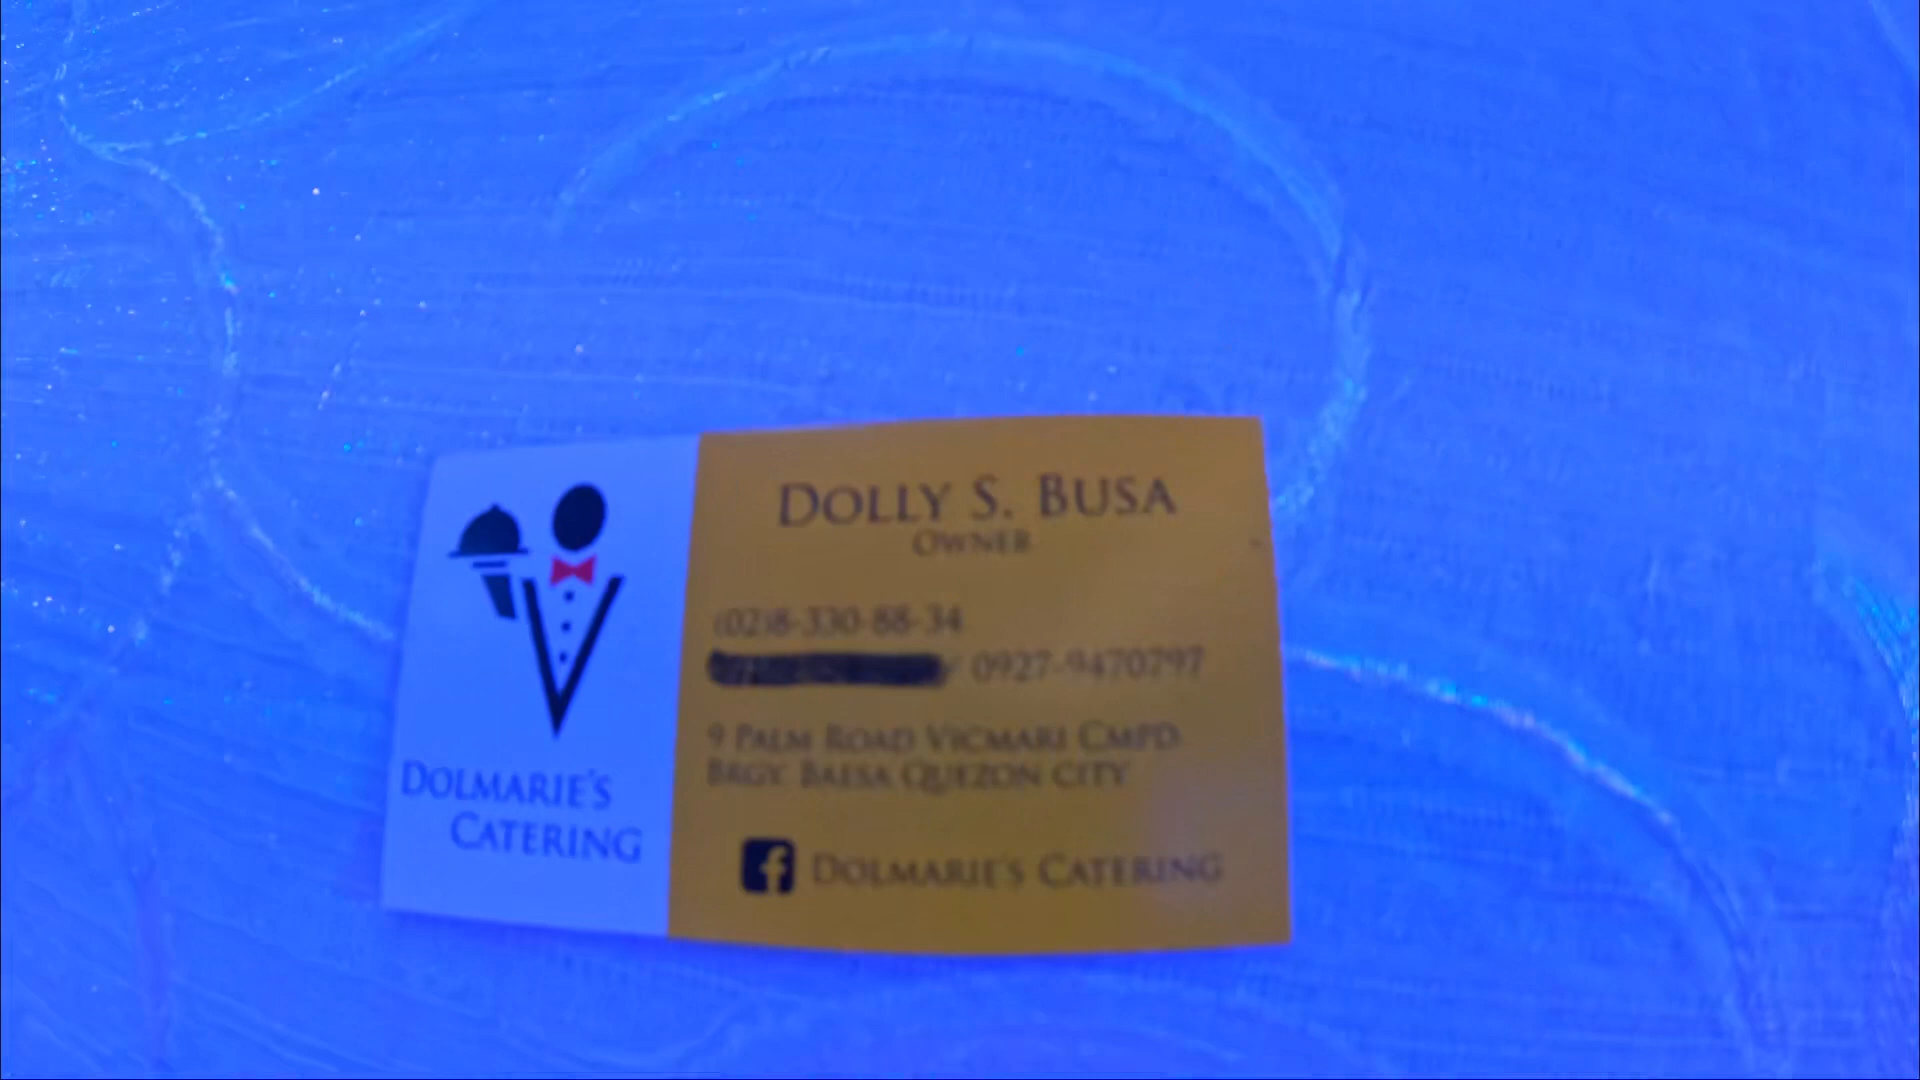 DOLLY S. BUSA
OWNER
(02)8-330-88-34
/ 0927-9470797
9 PALM ROAD VICMARI CMPD.
BRGY. BAESA QUEZON CITY
f DOLMARIE'S CATERING
DOLMARIE'S
CATERING